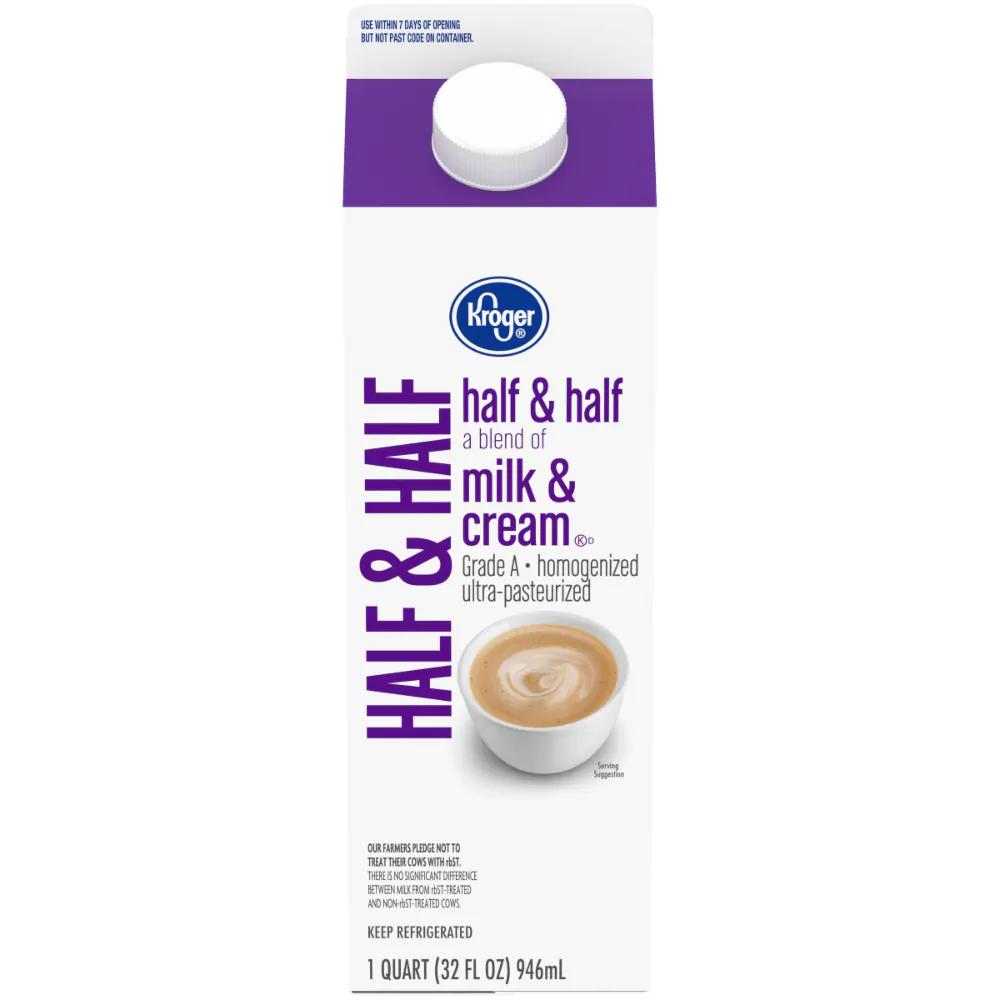 USE WITHIN 7 DAYS OF OPENING
BUT NOT PAST CODE ON CONTAINER.
Kroger®
HALF & HALF
half & half
a blend of
milk &
cream ⓀD
Grade A • homogenized
ultra-pasteurized
Serving
Suggestion
OUR FARMERS PLEDGE NOT TO
TREAT THEIR COWS WITH rbST.
THERE IS NO SIGNIFICANT DIFFERENCE
BETWEEN MILK FROM rbST-TREATED
AND NON-rbST-TREATED COWS.
KEEP REFRIGERATED
1 QUART (32 FL OZ) 946mL